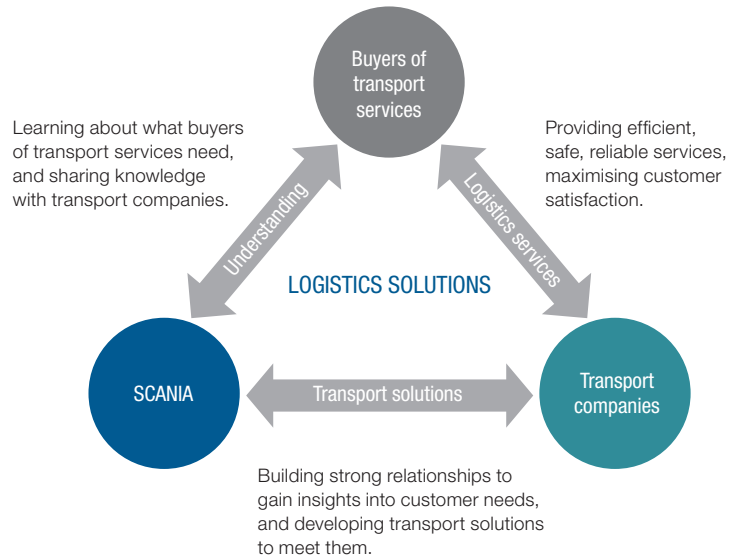 Buyers of
transport
services
Learning about what buyers
of transport services need,
and sharing knowledge
with transport companies.
Providing efficient,
safe, reliable services,
maximising customer
satisfaction.
Understanding
Logistics services
LOGISTICS SOLUTIONS
SCANIA
Transport solutions
Transport
companies
Building strong relationships to
gain insights into customer needs,
and developing transport solutions
to meet them.